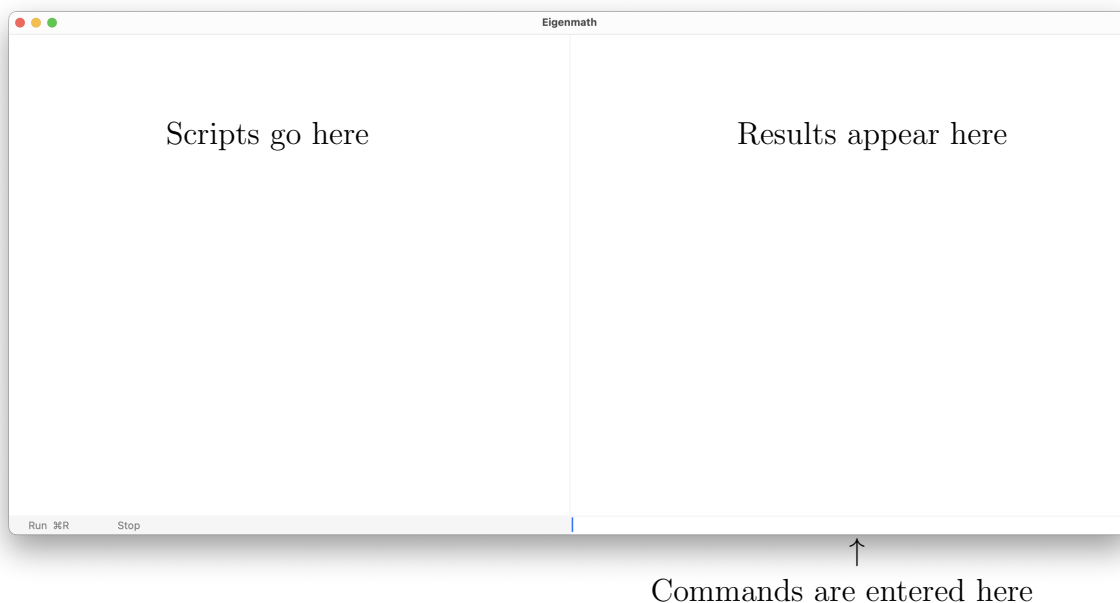 Eigenmath
Scripts go here
Results appear here
Run ⌘R
Stop
↑
Commands are entered here